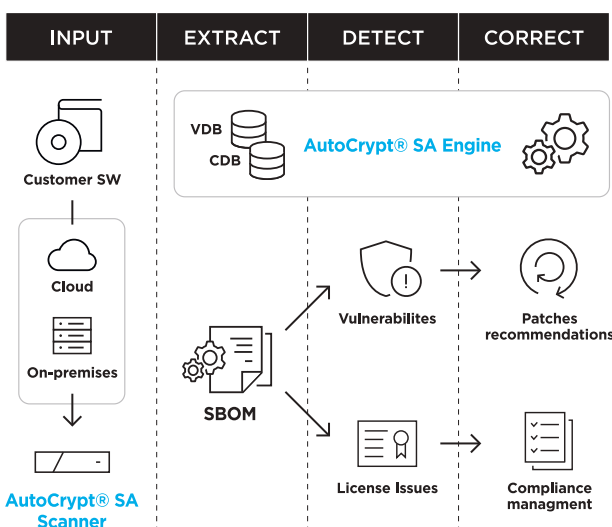 INPUT
EXTRACT
DETECT
CORRECT
Customer SW
Cloud
On-premises
AutoCrypt® SA
Scanner
VDB
CDB
AutoCrypt® SA Engine
SBOM
Vulnerabilites
Patches
recommendations
License Issues
Compliance
managment